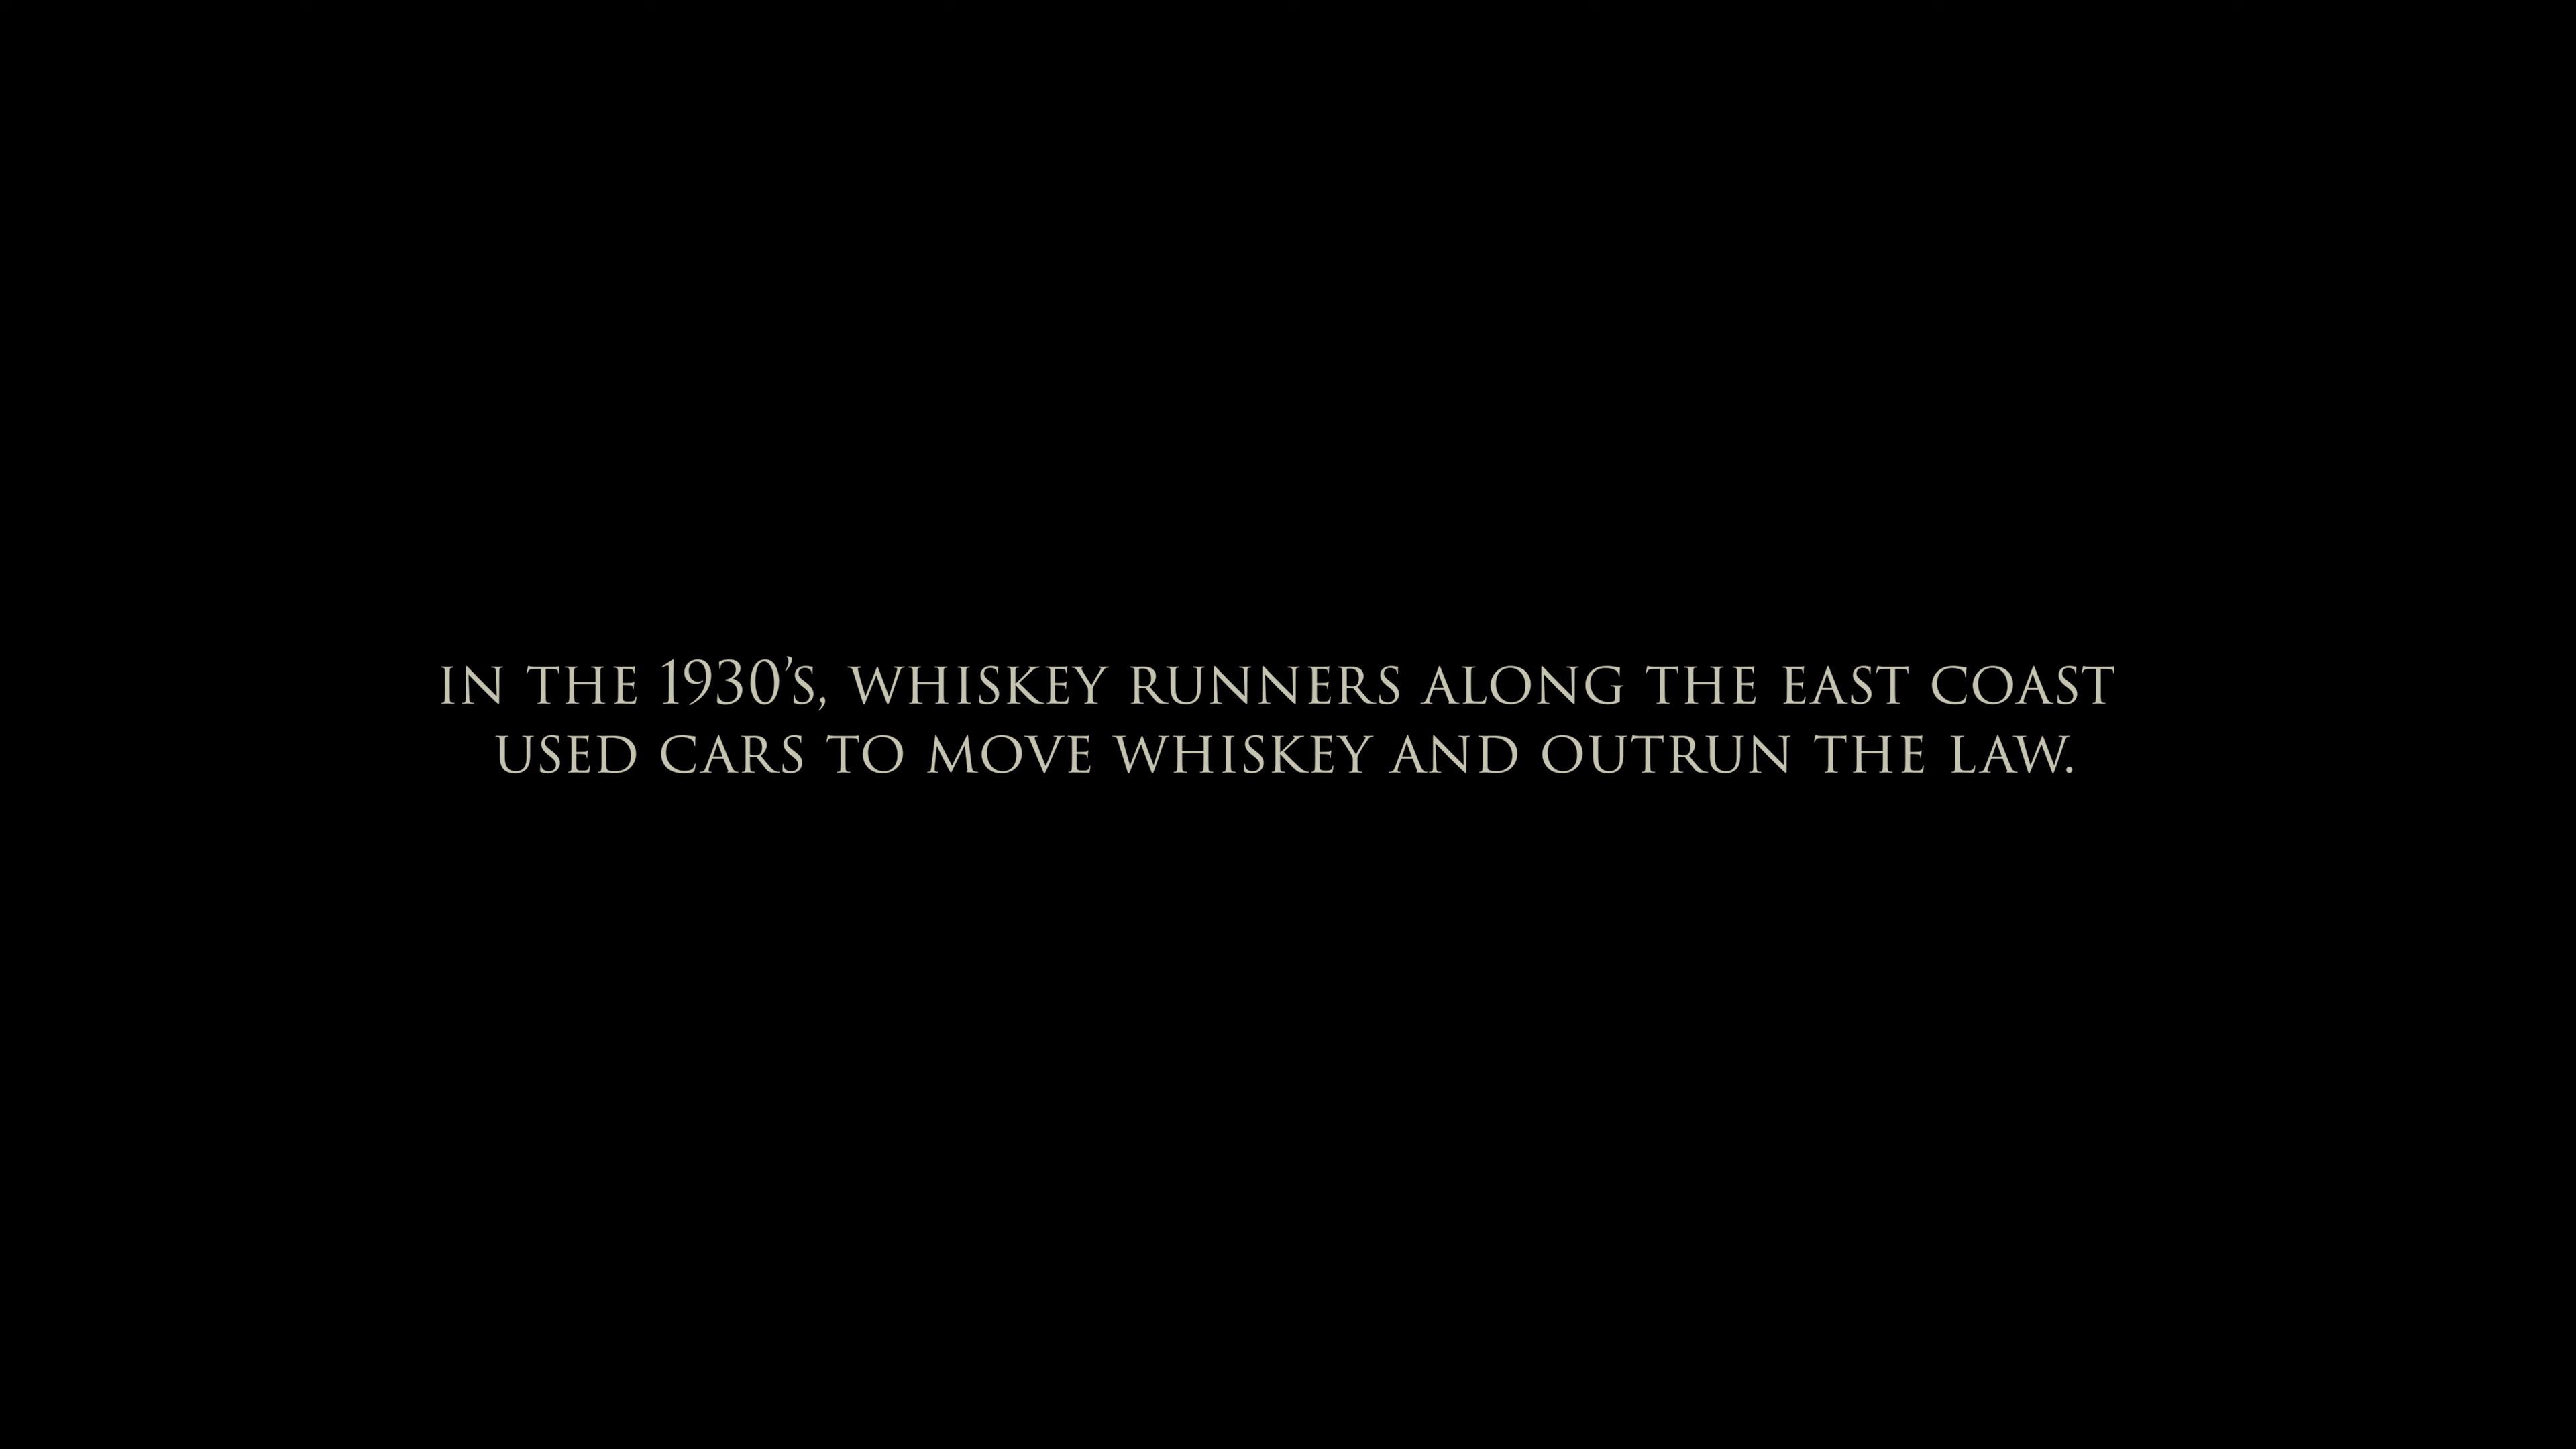 IN THE 1930’S, WHISKEY RUNNERS ALONG THE EAST COAST
USED CARS TO MOVE WHISKEY AND OUTRUN THE LAW.